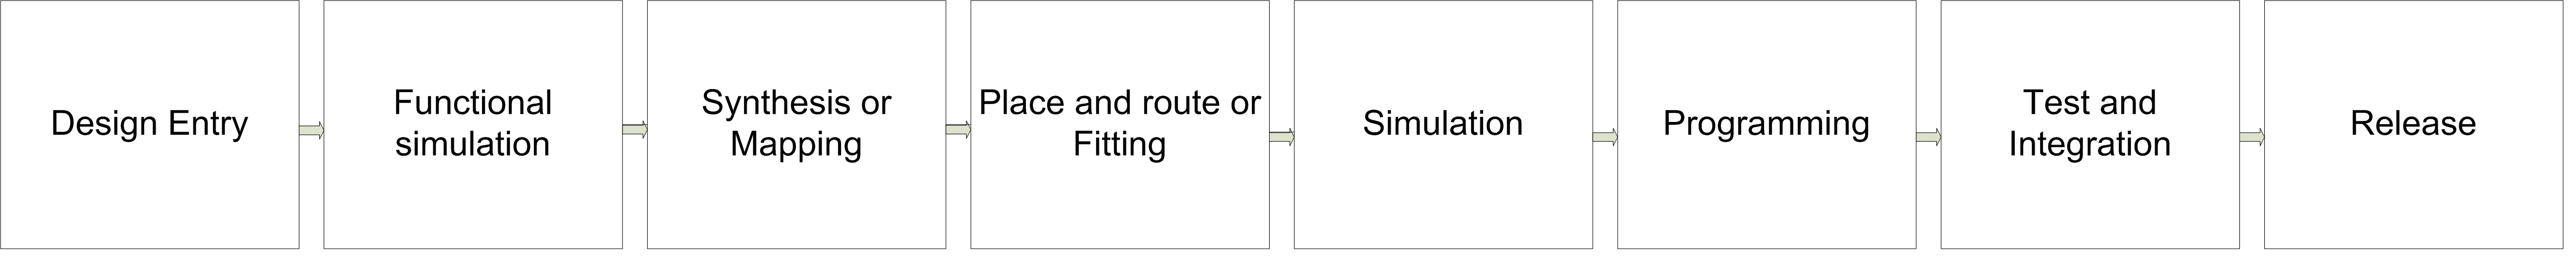 Design Entry
Functional
simulation
Synthesis or
Mapping
Place and route or
Fitting
Simulation
Programming
Test and
Integration
Release